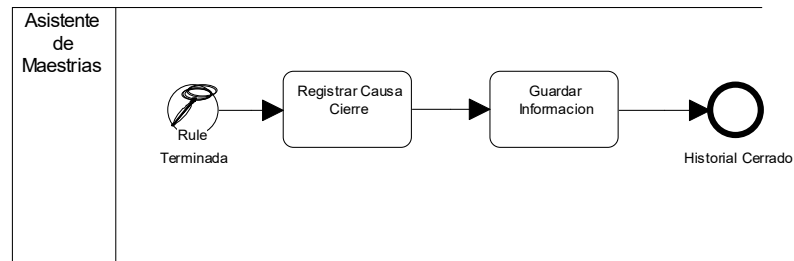 Asistente
de
Maestrias
Rule
Terminada
Registrar Causa
Cierre
Guardar
Informacion
Historial Cerrado